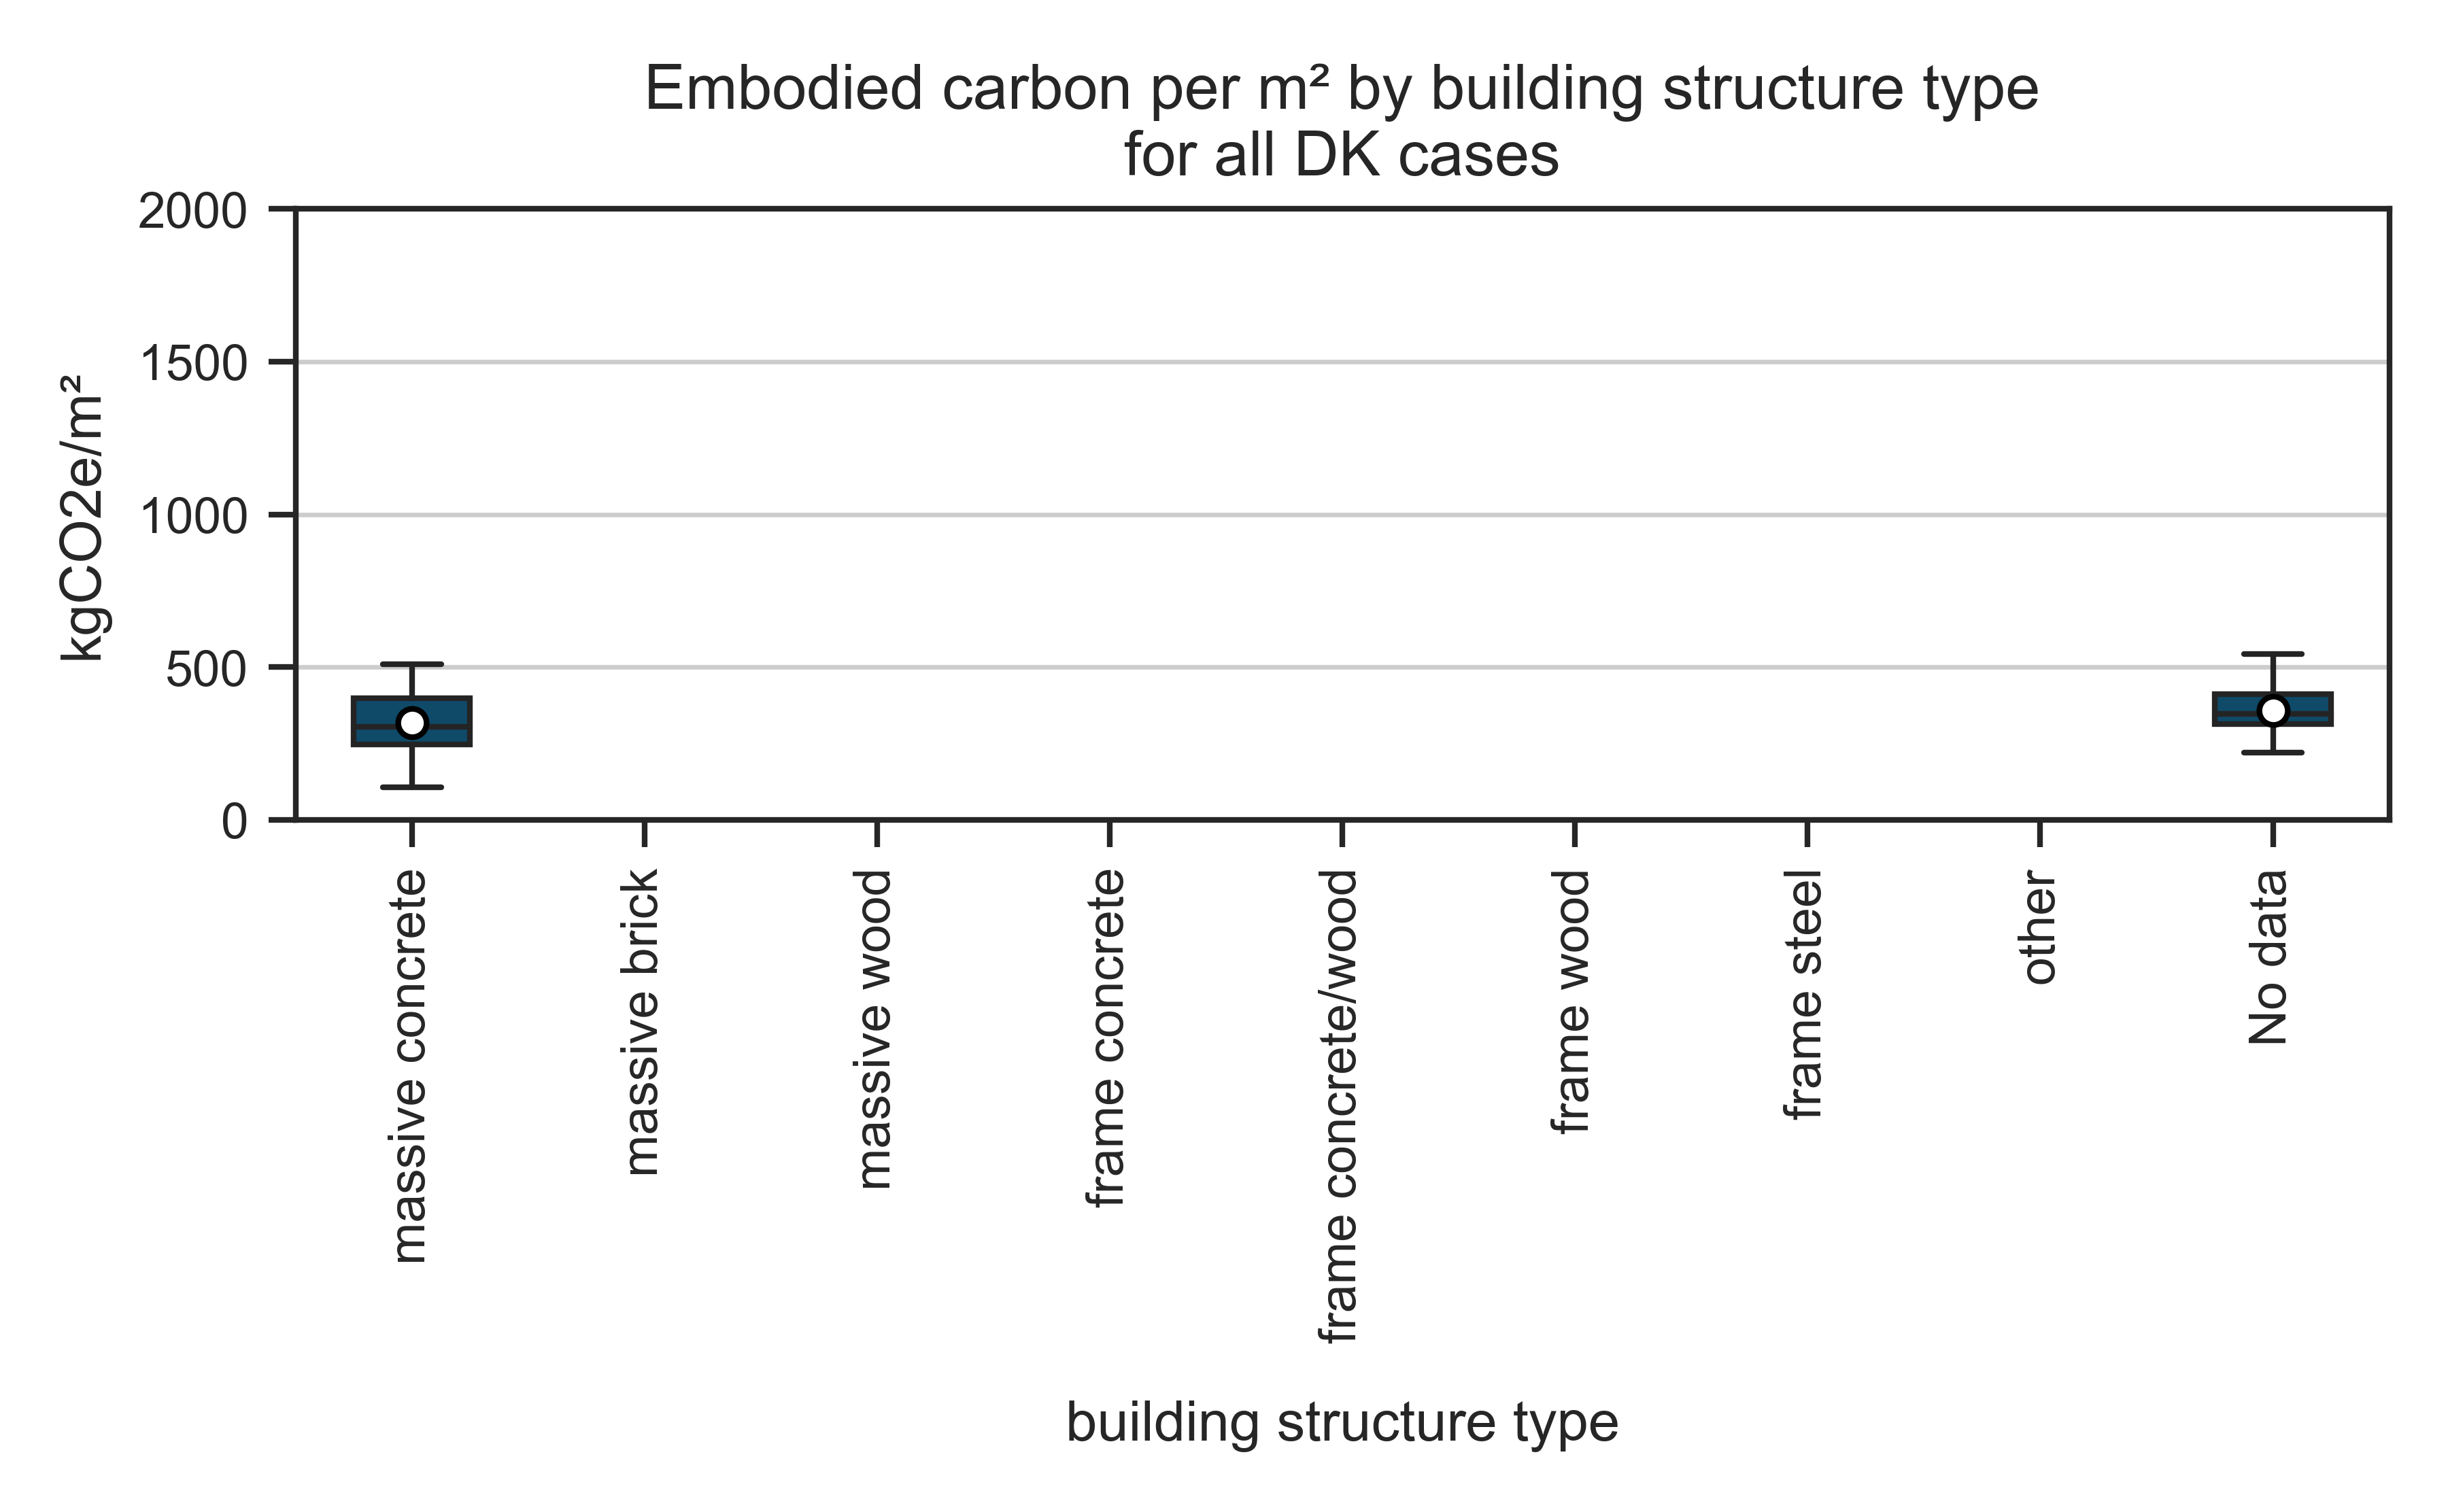 Embodied carbon per m² by building structure type
for all DK cases
2000
1500
1000
500
0
kgCO2e/m²
massive concrete
massive brick
massive wood
frame concrete
frame concrete/wood
frame wood
frame steel
other
No data
building structure type